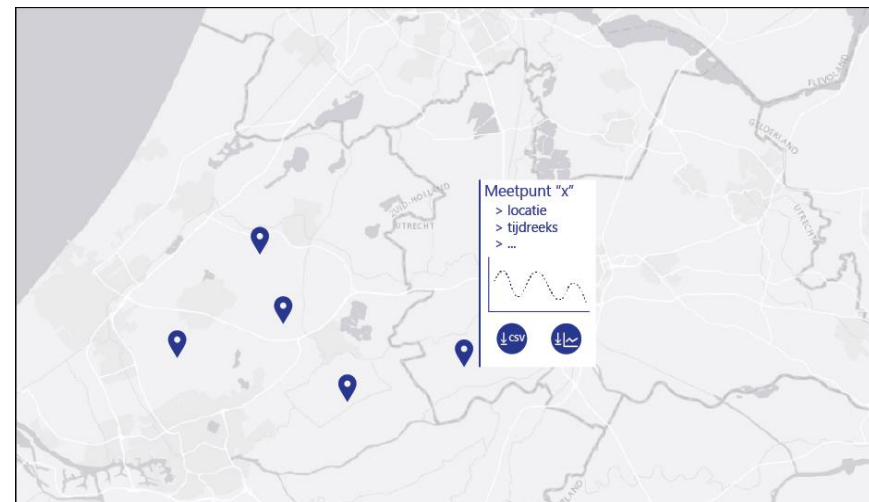 FLEVOLAND
GELDERLAND
ZUID-HOLLAND
UTRECHT
UTRECHT
Meetpunt "x"
> locatie
> tijdreeks
> ...
CSV